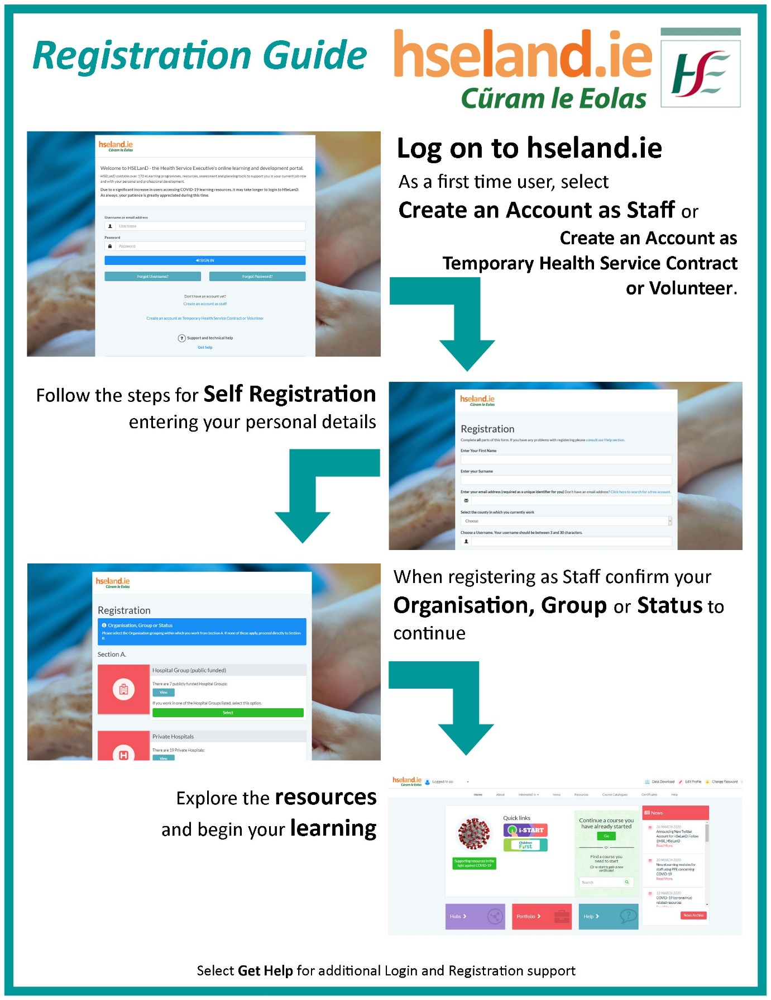 Registration Guide
hseland.ie
Cũram le Eolas
HSE
hseland.ie
Cũram le Eolas
Welcome to HSELanD - the Health Service Executive's online learning and development portal.
HSELanD contains over 170 eLearning programmes, resources, assessment and planning tools to support you in your current job role
and with your personal and professional development.
Due to a significant increase in users accessing COVID-19 learning resources, it may take longer to login to HSeLanD.
As always, your patience is greatly appreciated during this time.
Username or email address
Username
Password
Password
SIGN IN
Forgot Username?
Forgot Password?
Don't have an account yet?
Create an account as staff
Create an account as Temporary Health Service Contract or Volunteer
? Support and technical help
Get help
Log on to hseland.ie
As a first time user, select
Create an Account as Staff or
Create an Account as
Temporary Health Service Contract
or Volunteer.
Follow the steps for Self Registration
entering your personal details
hseland.ie
Cũram le Eolas
Registration
Complete all parts of this form. If you have any problems with registering please consult our Help section.
Enter Your First Name
Enter your Surname
Enter your email address (required as a unique identifier for you) Don't have an email address? Click here to search for a free account.
Select the county in which you currently work
Choose
Choose a Username. Your username should be between 3 and 30 characters.
hseland.ie
Cũram le Eolas
Registration
Organisation, Group or Status
Please select the Organisation grouping within which you work from Section A. If none of these apply, proceed directly to Section
B.
Section A.
Hospital Group (public funded)
There are 7 publicly funded Hospital Groups:
View
If you work in one of the Hospital Groups listed, select this option.
Select
Private Hospitals
H
There are 19 Private Hospitals:
View
When registering as Staff confirm your
Organisation, Group or Status to
continue
Explore the resources
and begin your learning
hseland.ie
Cũram le Eolas
Logged in as:
Data Download
Edit Profile
Change Password
Home
About
Interested In
News
Resources
Course Catalogues
Certificates
Help
Supporting resources in the
fight against COVID-19
Quick links
i-START
Children
First
Continue a course you
have already started
Go
Or
Find a course you
need to start
(Or re-start to gain a new
certificate)
Search
News
26-MARCH-2020
Announcing New Twitter
Account for HSeLanD: Follow
@HSE_HSeLanD
Read More,
20-MARCH-2020
New eLearning modules for
staff using PPE concerning
COVID-19
Read More,
12-MARCH-2020
COVID-19 (coronavirus)
related resources
Read More
News Archive
Hubs
Portfolio
Help
Select Get Help for additional Login and Registration support